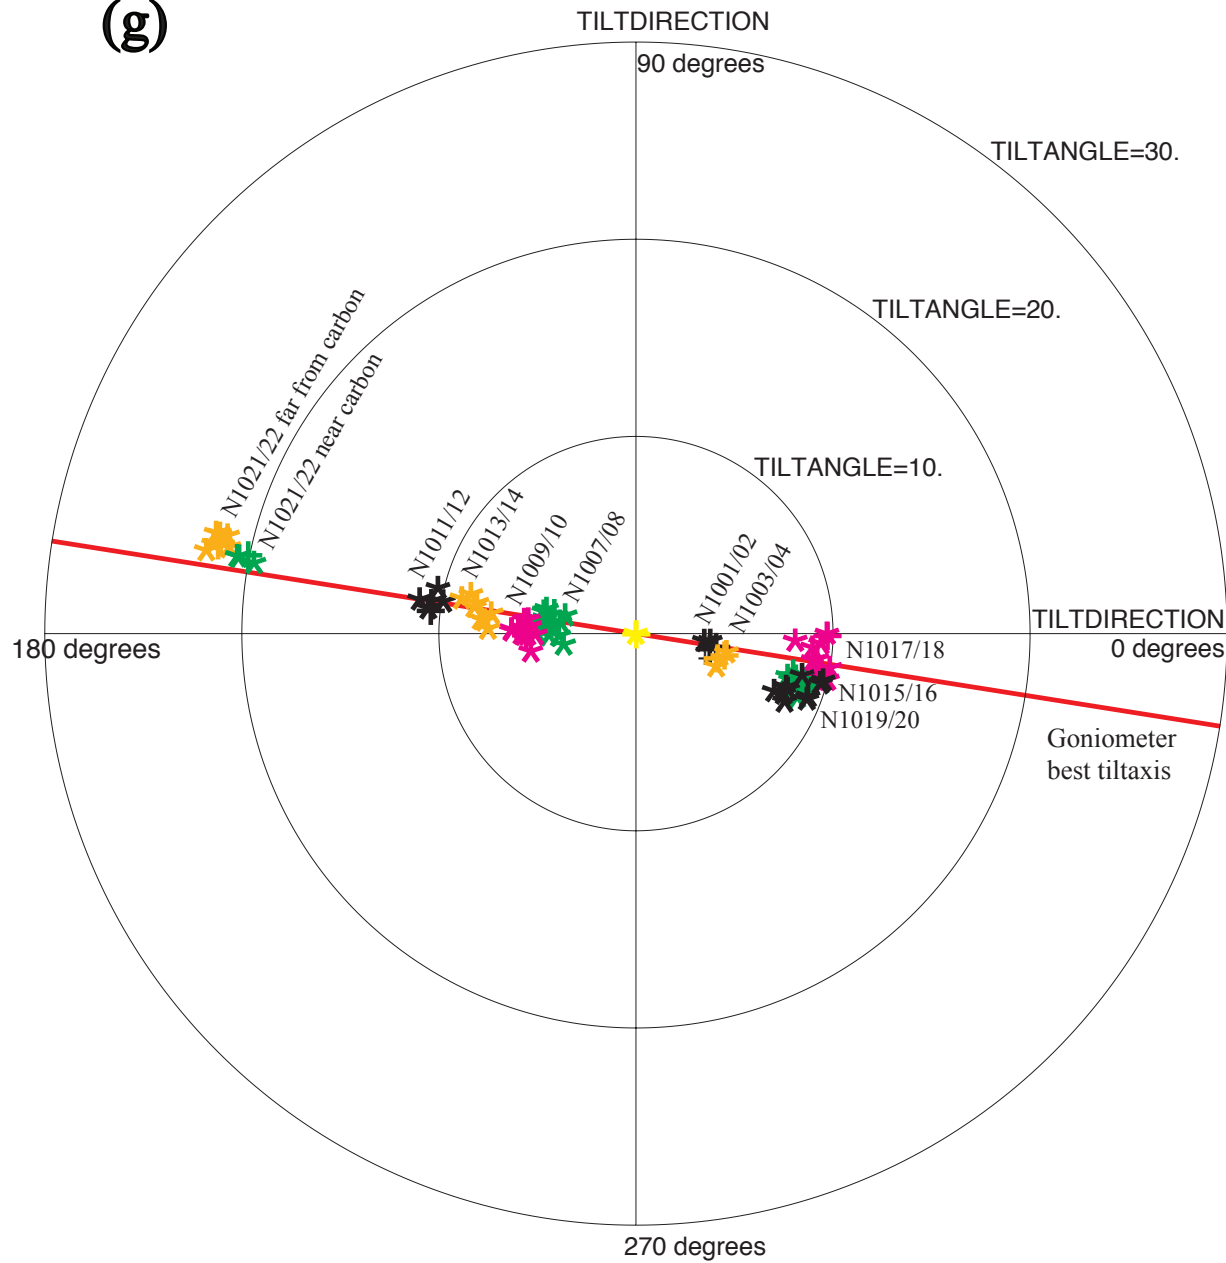 (g)
TILTDIRECTION
90 degrees
TILTANGLE=30.
TILTANGLE=20.
TILTANGLE=10.
N1021/22 far from carbon
N1021/22 near carbon
N1011/12
N1013/14
N1009/10
N1007/08
N1001/02
N1003/04
TILTDIRECTION
0 degrees
180 degrees
N1017/18
N1015/16
N1019/20
Goniometer
best tiltaxis
270 degrees